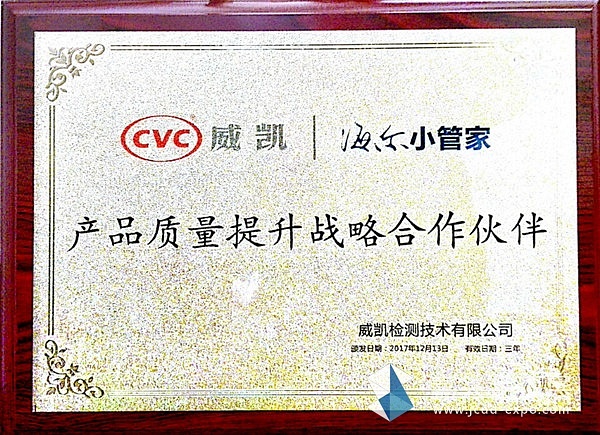 CVC 威凯 | 海尔小管家
产品质量提升战略合作伙伴
威凯检测技术有限公司
颁发日期：2017年12月13日 有效日期：三年
www.jcdd-expo.com